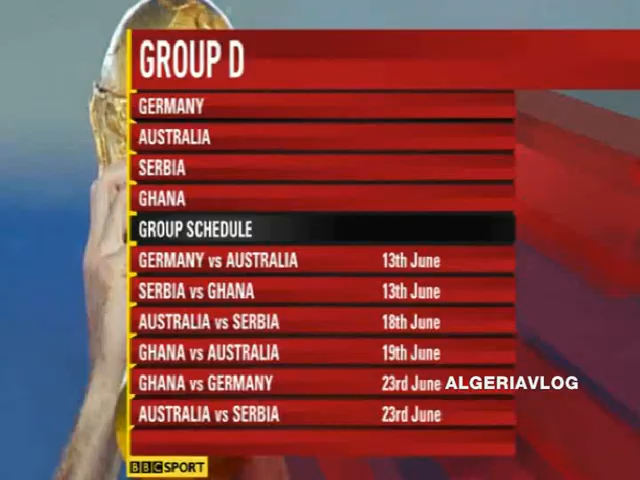 GROUP D
GERMANY
AUSTRALIA
SERBIA
GHANA
GROUP SCHEDULE
GERMANY vs AUSTRALIA 13th June
SERBIA vs GHANA 13th June
AUSTRALIA vs SERBIA 18th June
GHANA vs AUSTRALIA 19th June
GHANA vs GERMANY 23rd June ALGERIAVLOG
AUSTRALIA vs SERBIA 23rd June
BBC SPORT